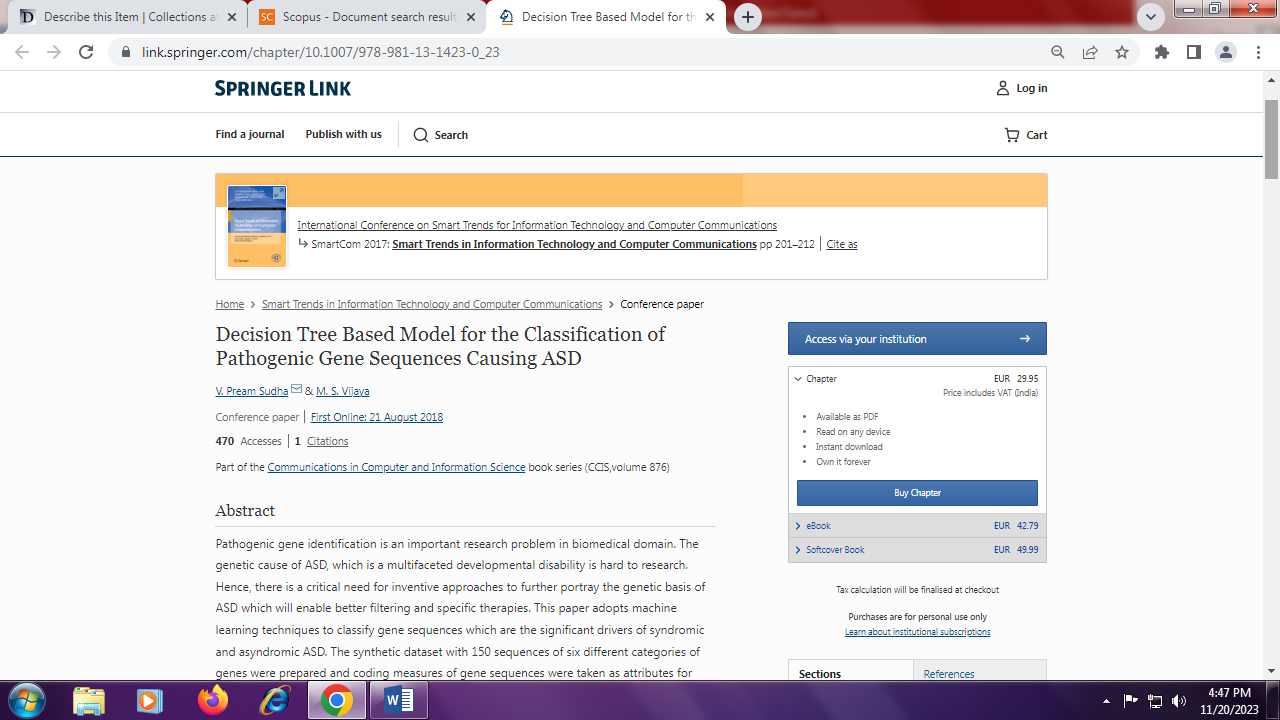 Describe this Item | Collections at
Scopus - Document search result
Decision Tree Based Model for th
link.springer.com/chapter/10.1007/978-981-13-1423-0_23
SPRINGER LINK
Log in
Find a journal
Publish with us
Search
Cart
International Conference on Smart Trends for Information Technology and Computer Communications
SmartCom 2017: Smart Trends in Information Technology and Computer Communications pp 201–212 | Cite as
Home > Smart Trends in Information Technology and Computer Communications > Conference paper
Decision Tree Based Model for the Classification of
Pathogenic Gene Sequences Causing ASD
V. Pream Sudha & M. S. Vijaya
Conference paper | First Online: 21 August 2018
470 Accesses | 1 Citations
Part of the Communications in Computer and Information Science book series (CCIS,volume 876)
Abstract
Pathogenic gene identification is an important research problem in biomedical domain. The
genetic cause of ASD, which is a multifaceted developmental disability is hard to research.
Hence, there is a critical need for inventive approaches to further portray the genetic basis of
ASD which will enable better filtering and specific therapies. This paper adopts machine
learning techniques to classify gene sequences which are the significant drivers of syndromic
and asyndromic ASD. The synthetic dataset with 150 sequences of six different categories of
genes were prepared and coding measures of gene sequences were taken as attributes for
Access via your institution
Chapter EUR 29.95
Price includes VAT (India)
• Available as PDF
• Read on any device
• Instant download
• Own it forever
Buy Chapter
eBook EUR 42.79
Softcover Book EUR 49.99
Tax calculation will be finalised at checkout
Purchases are for personal use only
Learn about institutional subscriptions
Sections
References
4:47 PM
11/20/2023